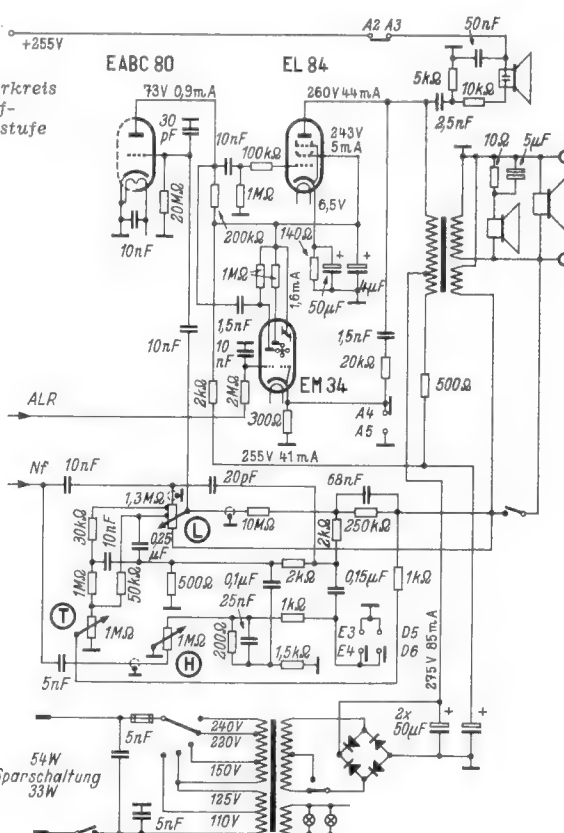 A2 A3
50nF
+255V
EABC 80
EL 84
5kΩ
10kΩ
rkreis
f-
stufe
73V 0,9mA
260V 44mA
2,5nF
30
pF
10nF
100kΩ
243V
5mA
10Ω
5µF
20MΩ
1MΩ
6,5V
10nF
200kΩ
140Ω
1MΩ
1,6mA
50µF
4µF
1,5nF
1,5nF
10nF
10
nF
20kΩ
EM 34
2kΩ
2MΩ
300Ω
500Ω
ALR
A4
A5
255V 41mA
Nf
10nF
20pF
68nF
1,3MΩ
L
10MΩ
250kΩ
30kΩ
10nF
0,25
µF
2kΩ
1MΩ
50kΩ
500Ω
0,1µF
2kΩ
0,15µF
1kΩ
25nF
1kΩ
T
1MΩ
1MΩ
H
200Ω
1,5kΩ
E3
D5
E4
D6
275V 85mA
5nF
2x
50µF
5nF
240V
220V
54W
Sparschaltung
33W
150V
125V
5nF
110V